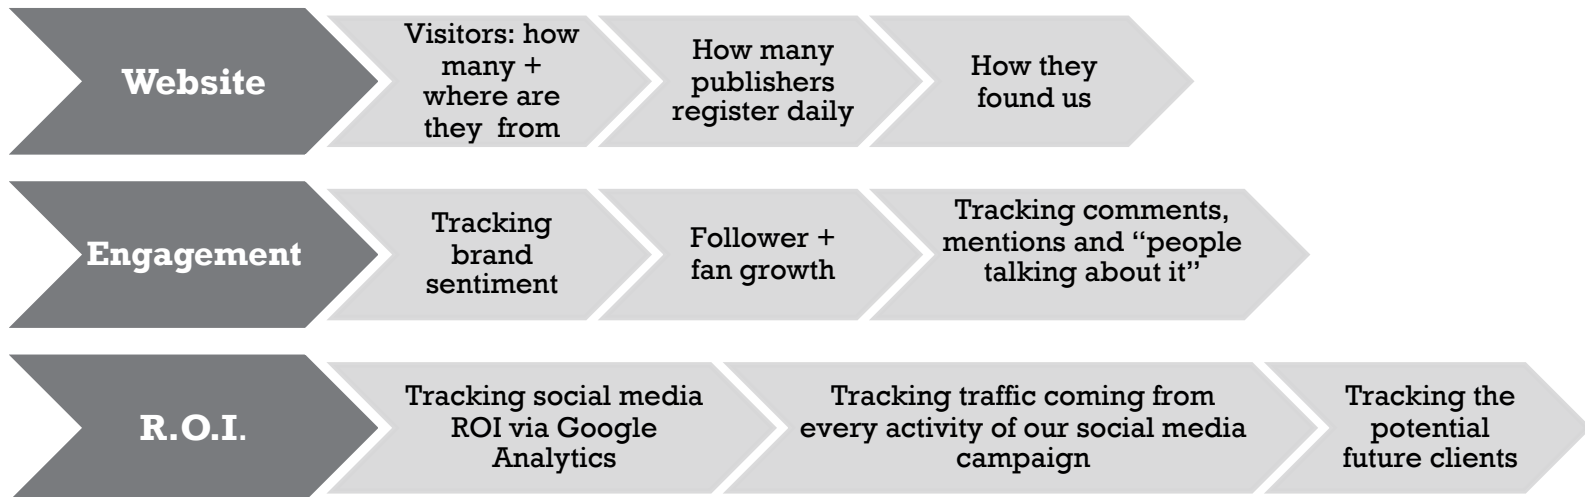 Website
Visitors: how
many +
where are
they  from
How many
publishers
register daily
How they
found us
Engagement
Tracking
brand
sentiment
Follower +
fan growth
Tracking comments,
mentions and “people
talking about it”
R.O.I.
Tracking social media
ROI via Google
Analytics
Tracking traffic coming from
every activity of our social media
campaign
Tracking the
potential
future clients